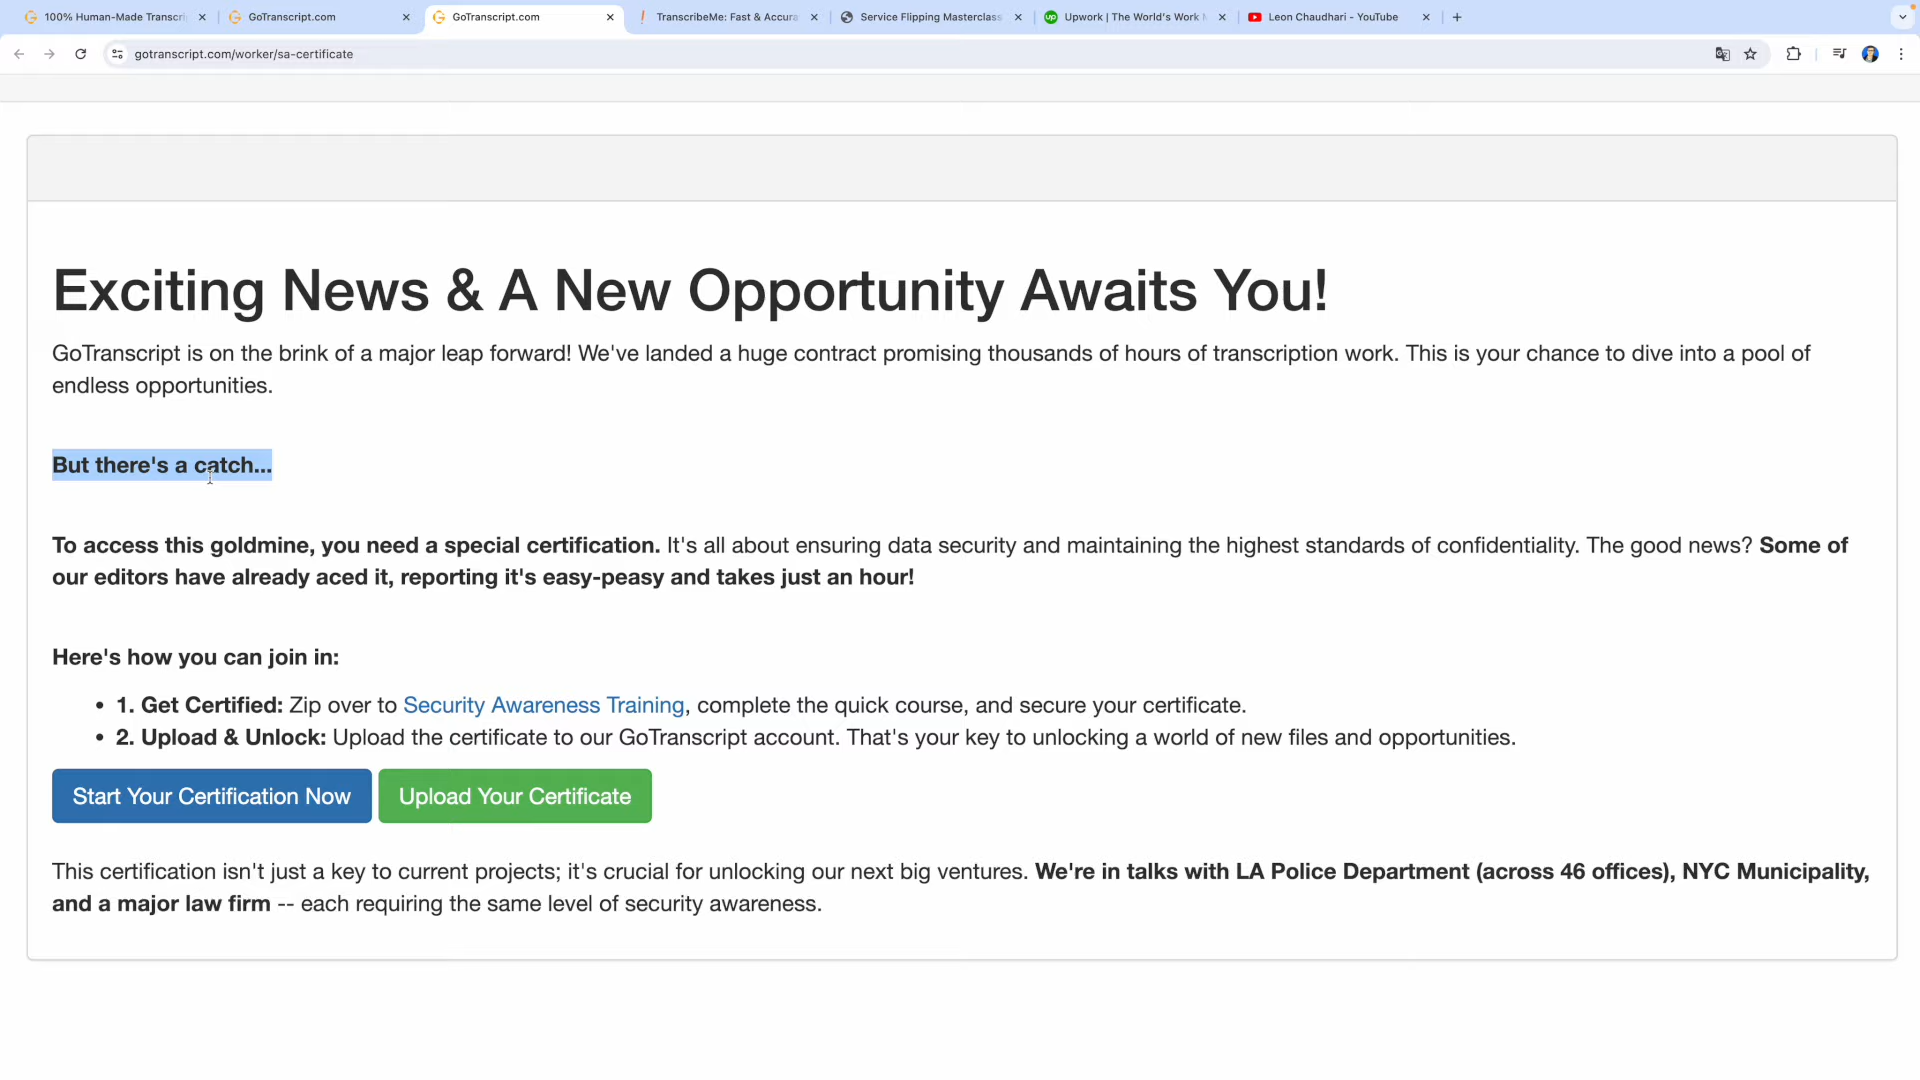 100% Human-Made Transcri
GoTranscript.com
GoTranscript.com
TranscribeMe: Fast & Accura
Service Flipping Masterclass
up Upwork | The World's Work M
Leon Chaudhari - YouTube
gotranscript.com/worker/sa-certificate
Exciting News & A New Opportunity Awaits You!
GoTranscript is on the brink of a major leap forward! We've landed a huge contract promising thousands of hours of transcription work. This is your chance to dive into a pool of
endless opportunities.
But there's a catch...
To access this goldmine, you need a special certification. It's all about ensuring data security and maintaining the highest standards of confidentiality. The good news? Some of
our editors have already aced it, reporting it's easy-peasy and takes just an hour!
Here's how you can join in:
• 1. Get Certified: Zip over to Security Awareness Training, complete the quick course, and secure your certificate.
• 2. Upload & Unlock: Upload the certificate to our GoTranscript account. That's your key to unlocking a world of new files and opportunities.
Start Your Certification Now
Upload Your Certificate
This certification isn't just a key to current projects; it's crucial for unlocking our next big ventures. We're in talks with LA Police Department (across 46 offices), NYC Municipality,
and a major law firm -- each requiring the same level of security awareness.